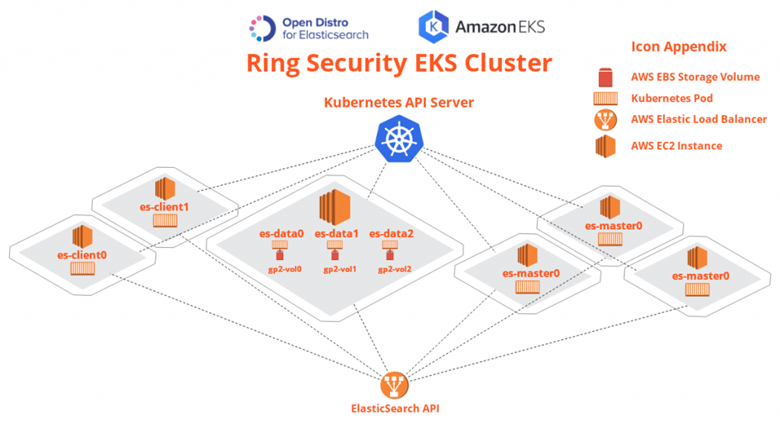 Open Distro
for Elasticsearch
Amazon EKS
Ring Security EKS Cluster
Icon Appendix
AWS EBS Storage Volume
Kubernetes Pod
AWS Elastic Load Balancer
AWS EC2 Instance
Kubernetes API Server
es-client1
es-client0
es-data0 es-data1 es-data2
gp2-vol0 gp2-vol1 gp2-vol2
es-master0
es-master0
es-master0
ElasticSearch API